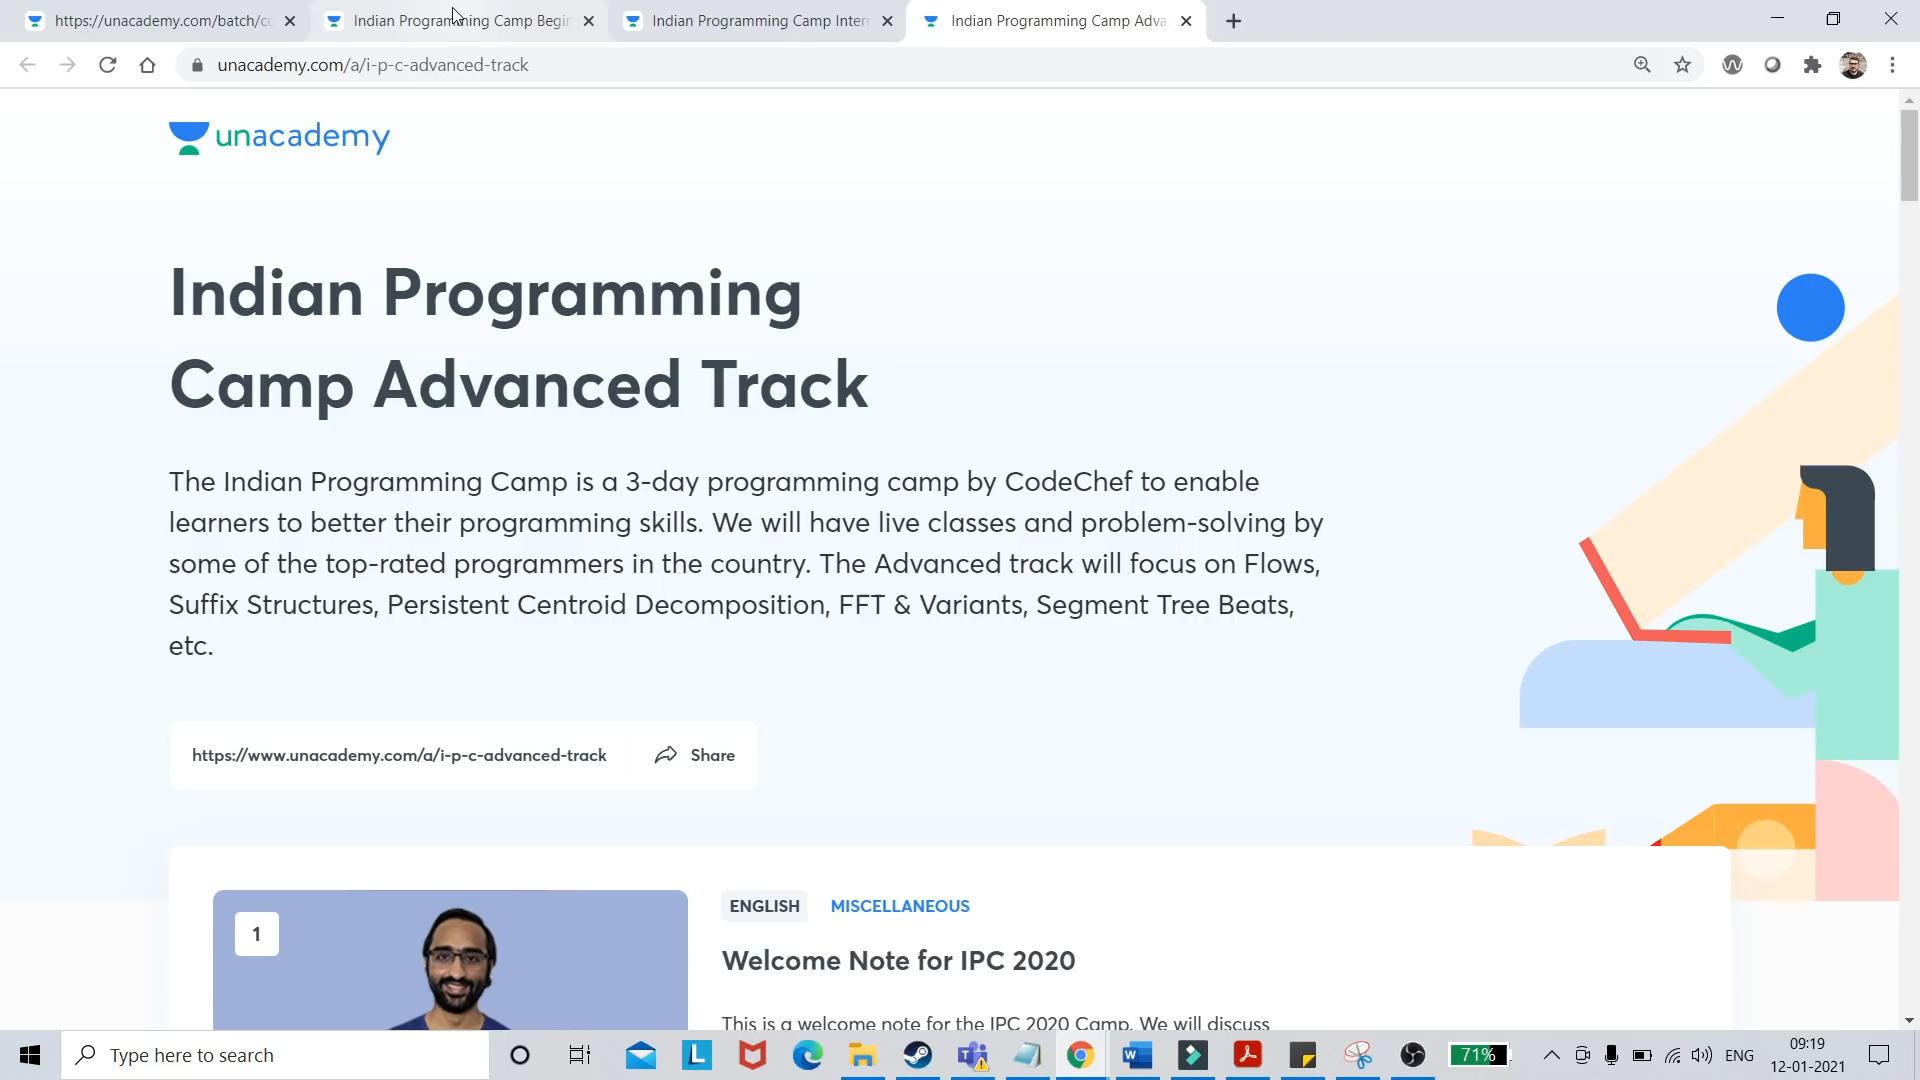 https://unacademy.com/batch/cc
Indian Programming Camp Begin
Indian Programming Camp Inter
Indian Programming Camp Adva
unacademy.com/a/i-p-c-advanced-track
unacademy
Indian Programming
Camp Advanced Track
The Indian Programming Camp is a 3-day programming camp by CodeChef to enable
learners to better their programming skills. We will have live classes and problem-solving by
some of the top-rated programmers in the country. The Advanced track will focus on Flows,
Suffix Structures, Persistent Centroid Decomposition, FFT & Variants, Segment Tree Beats,
etc.
https://www.unacademy.com/a/i-p-c-advanced-track
Share
1
ENGLISH
MISCELLANEOUS
Welcome Note for IPC 2020
This is a welcome note for the IPC 2020 Camp. We will discuss
Type here to search
71%
ENG
09:19
12-01-2021